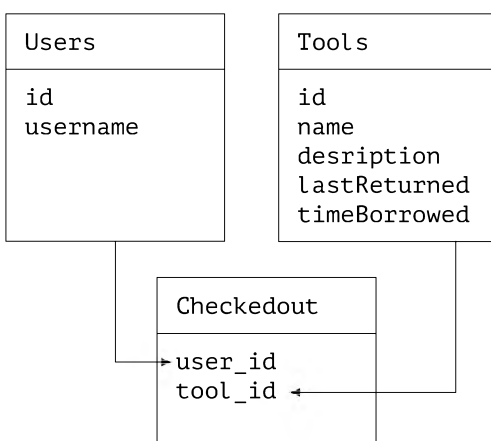 Users
id
username
Tools
id
name
desription
lastReturned
timeBorrowed
Checkedout
user_id
tool_id